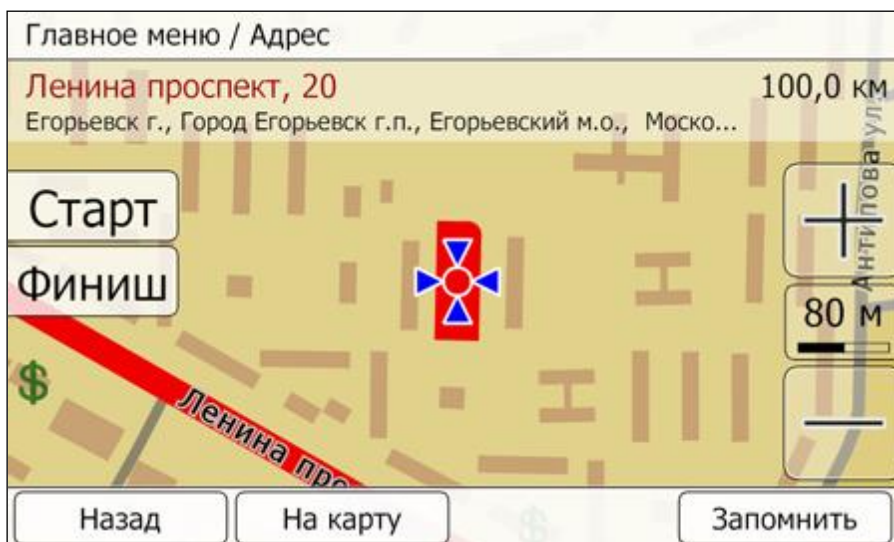 Главное меню / Адрес
Ленина проспект, 20 100,0 км
Егорьевск г., Город Егорьевск г.п., Егорьевский м.о., Моско...
Старт
Антипова ул.
Финиш
80 м
$
Ленина про
Назад На карту Запомнить